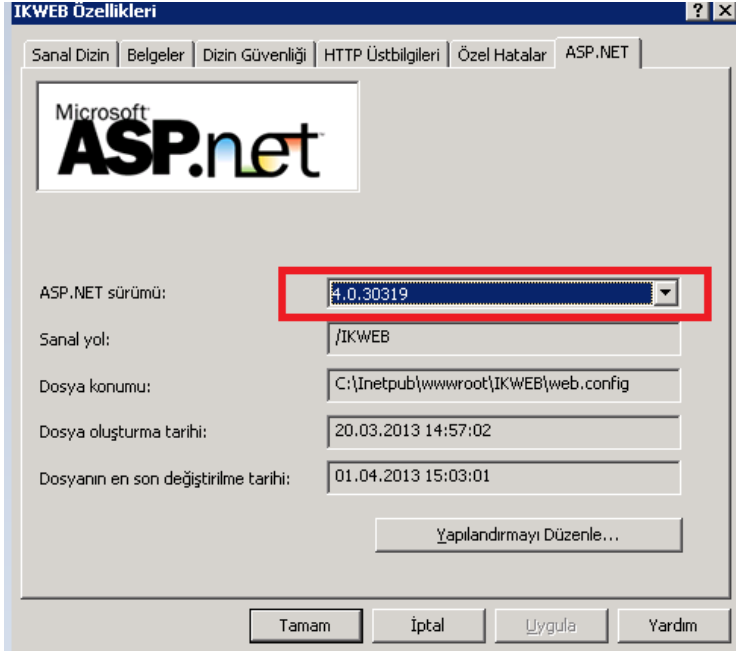 IKWEB Özellikleri
Sanal Dizin Belgeler Dizin Güvenliği HTTP Üstbilgileri Özel Hatalar ASP.NET
Microsoft
ASP.net
ASP.NET sürümü: 4.0.30319
Sanal yol: /IKWEB
Dosya konumu: C:\Inetpub\wwwroot\IKWEB\web.config
Dosya oluşturma tarihi: 20.03.2013 14:57:02
Dosyanın en son değiştirilme tarihi: 01.04.2013 15:03:01
Yapılandırmayı Düzenle...
Tamam İptal Uygula Yardım